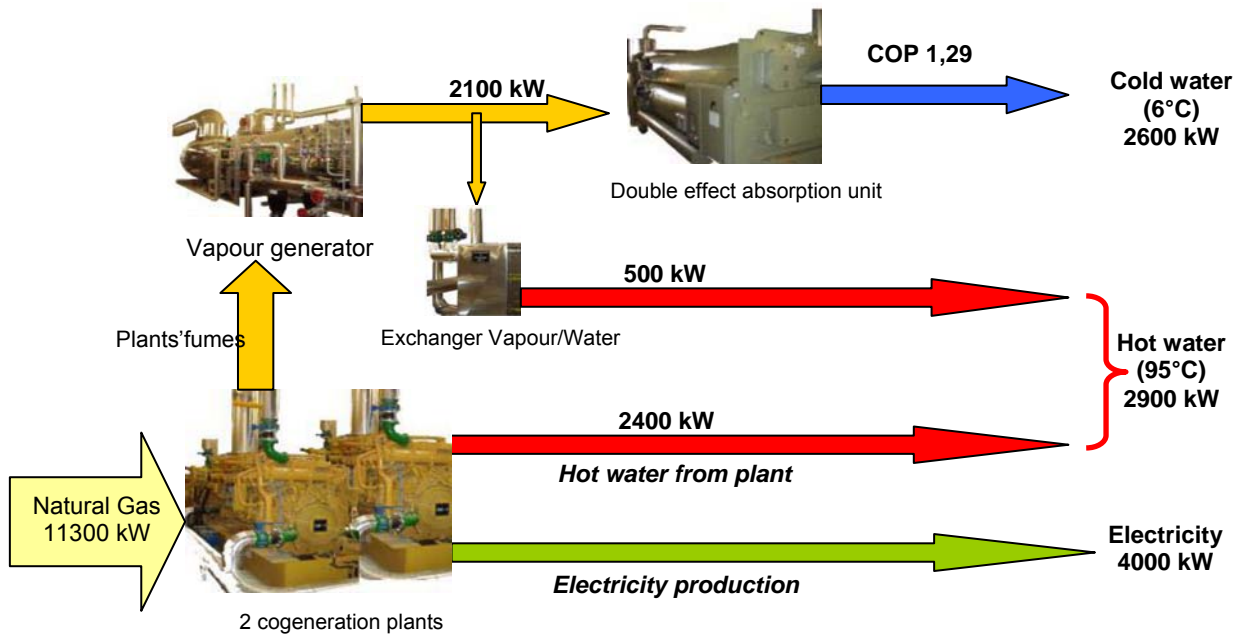 COP 1,29
2100 kW
Cold water
(6°C)
2600 kW
Double effect absorption unit
Vapour generator
500 kW
Plants’fumes
Exchanger Vapour/Water
Hot water
(95°C)
2900 kW
2400 kW
Hot water from plant
Natural Gas
11300 kW
Electricity
4000 kW
Electricity production
2 cogeneration plants